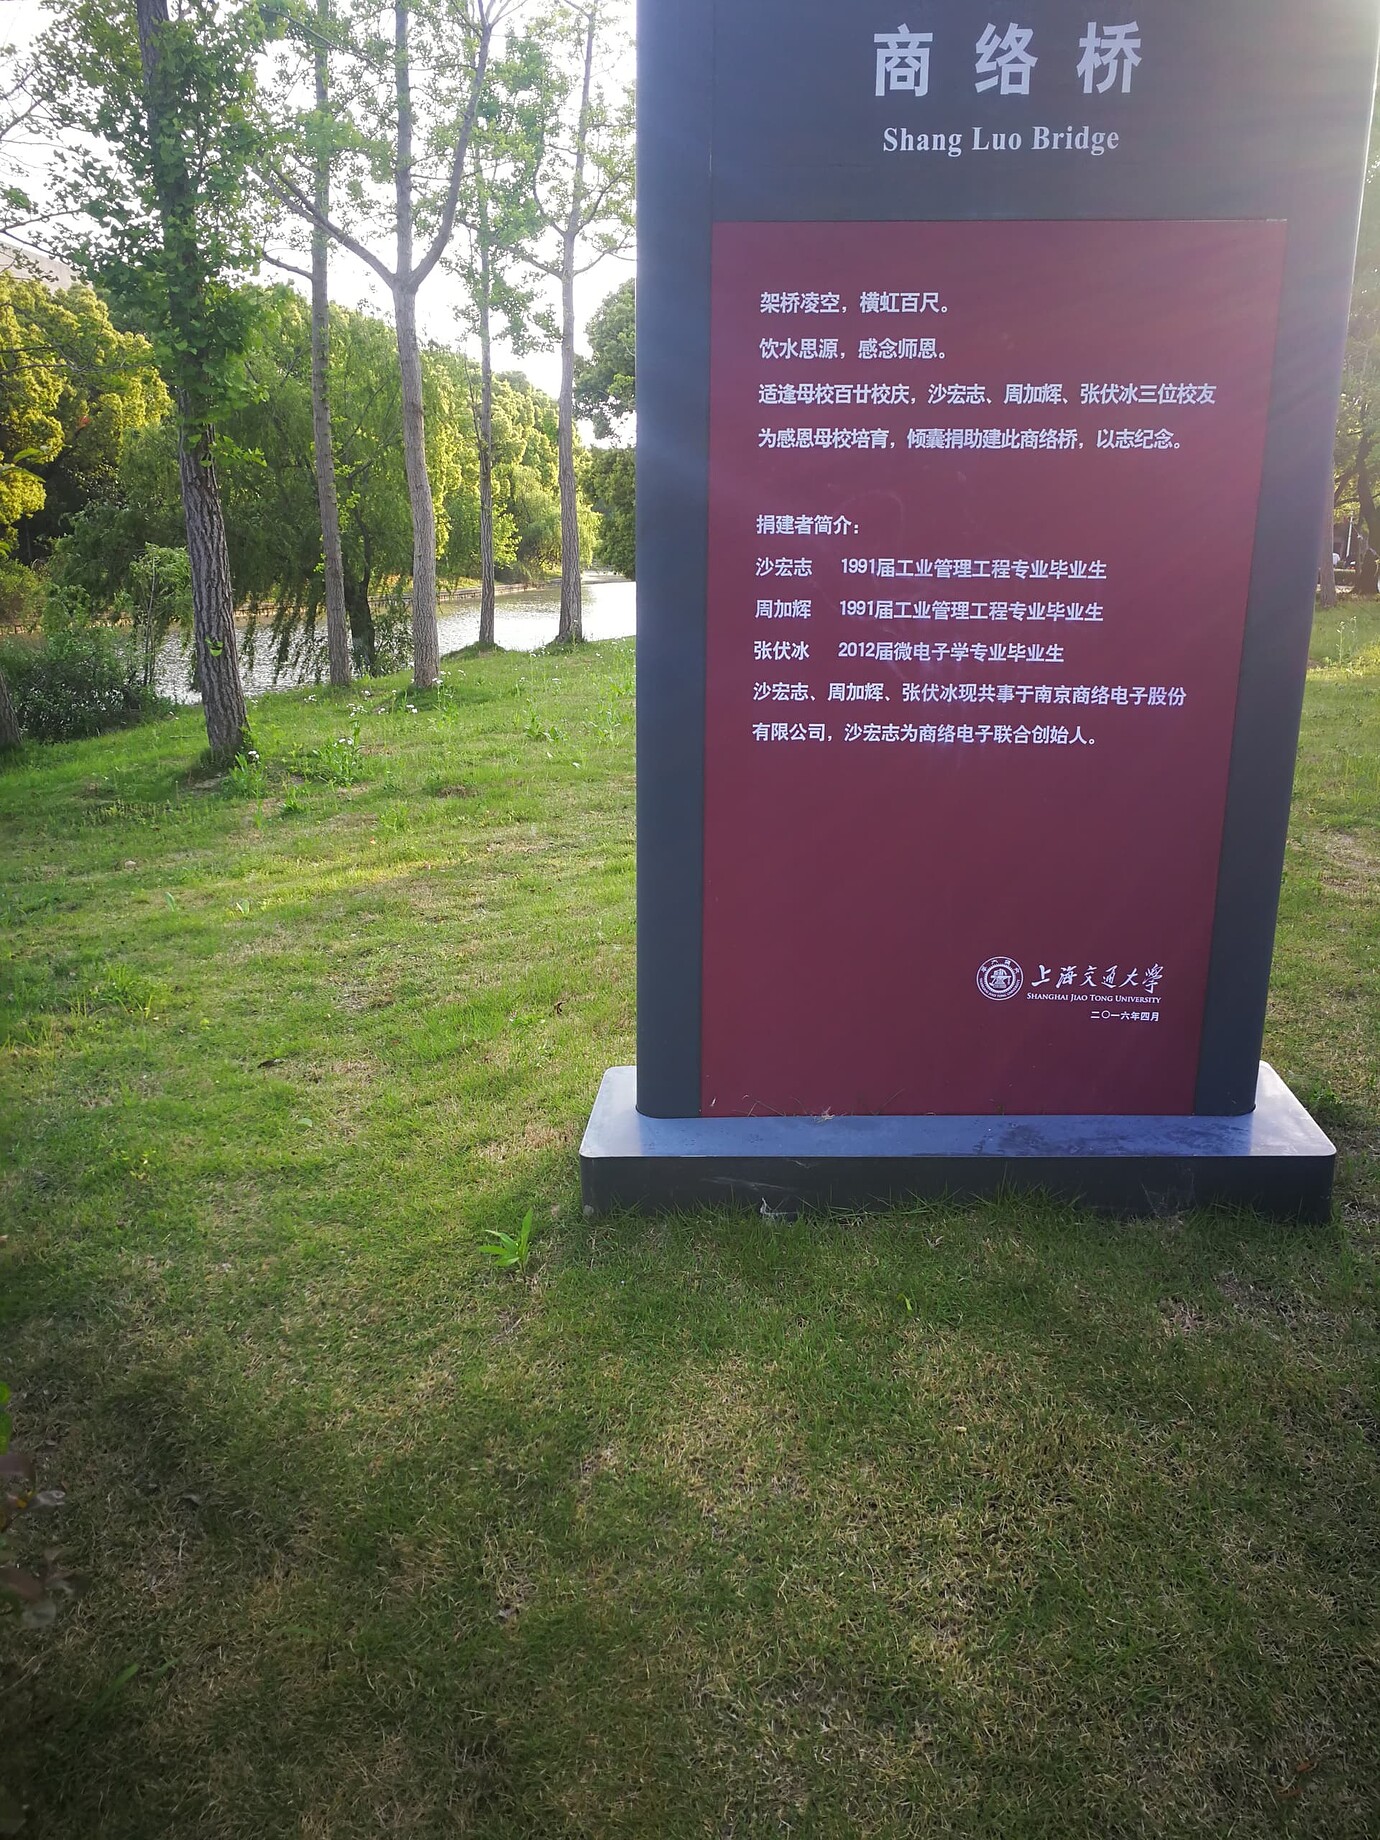 商络桥
Shang Luo Bridge
架桥凌空，横虹百尺。
饮水思源，感念师恩。
适逢母校百廿校庆，沙宏志、周加辉、张伏冰三位校友
为感恩母校培育，倾囊捐助建此商络桥，以志纪念。
捐建者简介：
沙宏志 1991届工业管理工程专业毕业生
周加辉 1991届工业管理工程专业毕业生
张伏冰 2012届微电子学专业毕业生
沙宏志、周加辉、张伏冰现共事于南京商络电子股份
有限公司，沙宏志为商络电子联合创始人。
上海交通大学
SHANGHAI JIAO TONG UNIVERSITY
二〇一六年四月